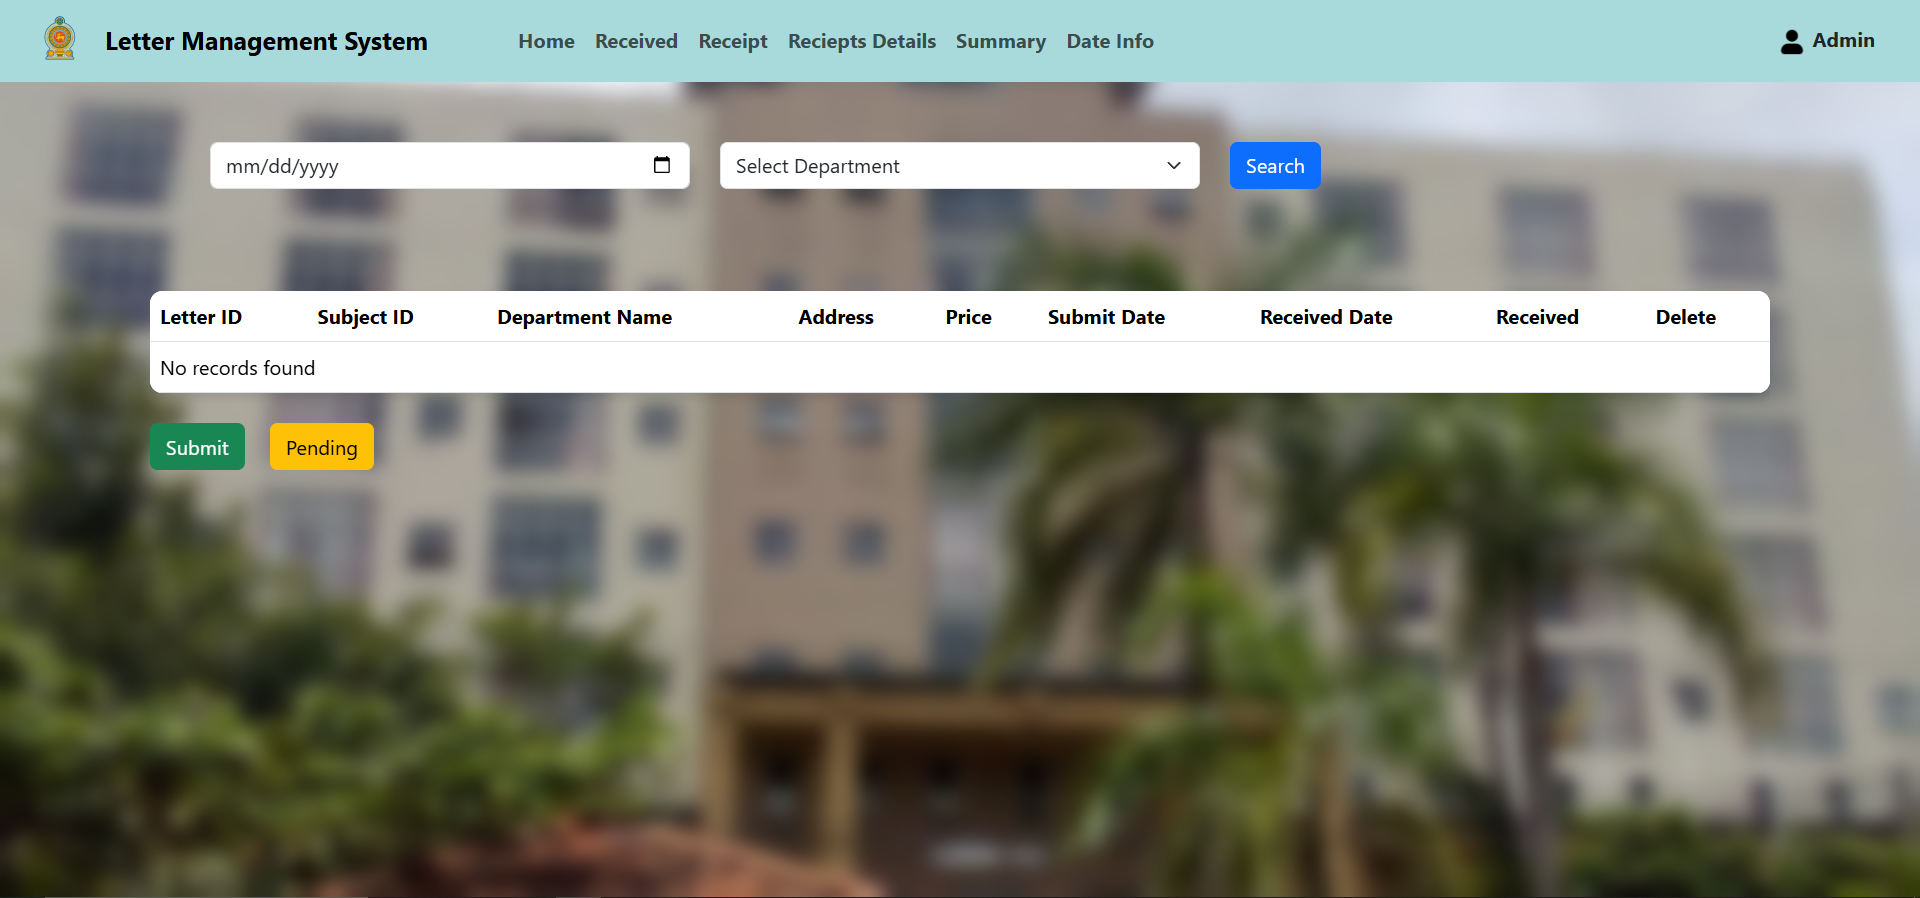 Letter Management System Home Received Receipt Reciepts Details Summary Date Info Admin
mm/dd/yyyy Select Department Search
Letter ID Subject ID Department Name Address Price Submit Date Received Date Received Delete
No records found
Submit Pending